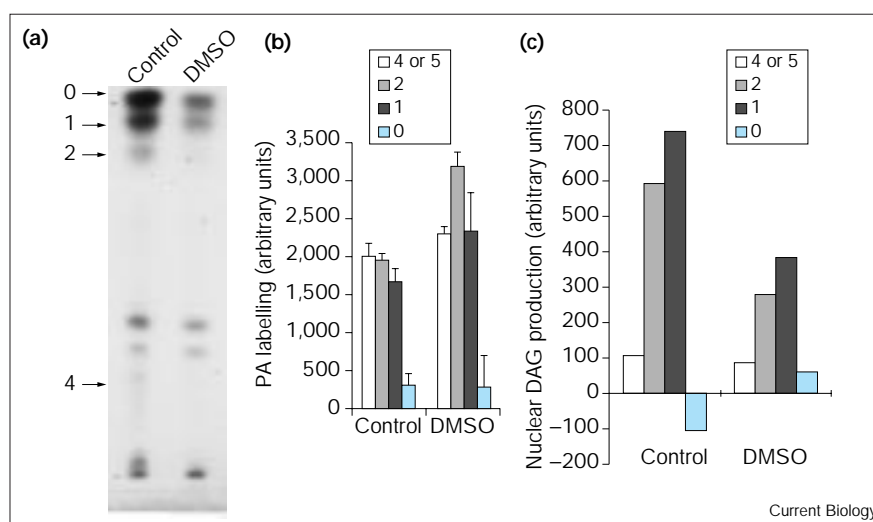 (a)
Control
DMSO
0
1
2
4
(b)
4 or 5
2
1
0
PA labelling (arbitrary units)
3,500
3,000
2,500
2,000
1,500
1,000
500
0
Control DMSO
(c)
4 or 5
2
1
0
Nuclear DAG production (arbitrary units)
800
700
600
500
400
300
200
100
0
–100
–200
Control DMSO
Current Biology